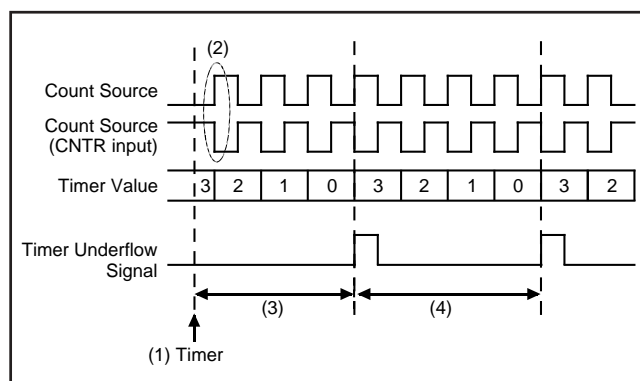 (2)
Count Source
Count Source
(CNTR input)
Timer Value 3 2 1 0 3 2 1 0 3 2
Timer Underflow
Signal
(3) (4)
(1) Timer